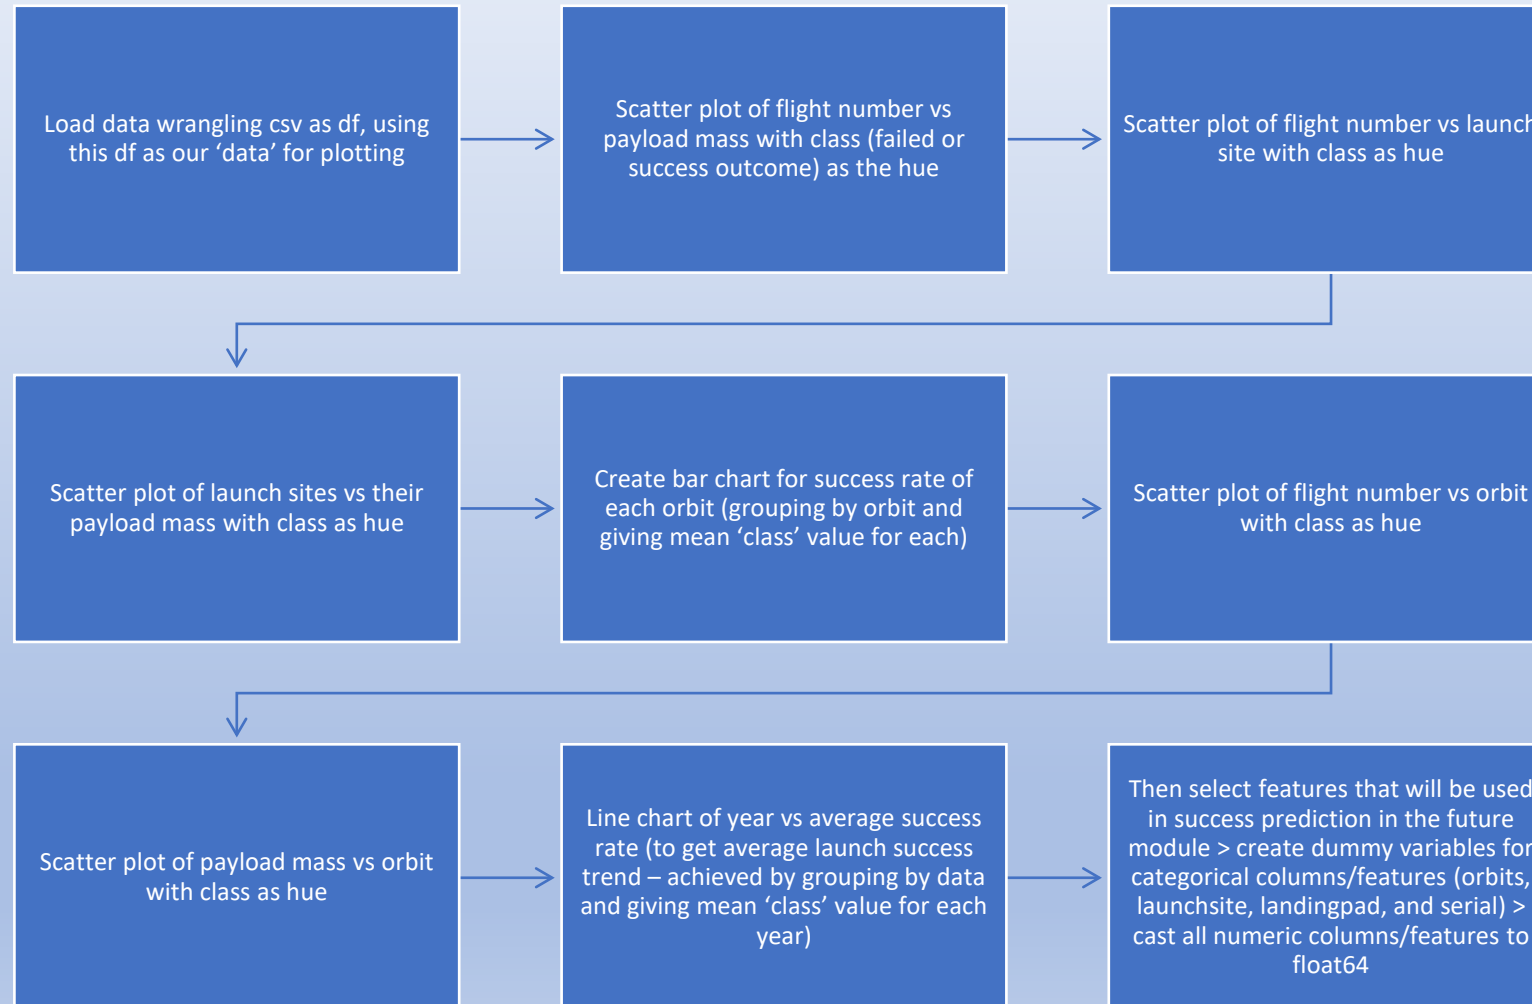 Load data wrangling csv as df, using
this df as our ‘data’ for plotting
Scatter plot of flight number vs
payload mass with class (failed or
success outcome) as the hue
Scatter plot of flight number vs launch
site with class as hue
Scatter plot of launch sites vs their
payload mass with class as hue
Create bar chart for success rate of
each orbit (grouping by orbit and
giving mean ‘class’ value for each)
Scatter plot of flight number vs orbit
with class as hue
Scatter plot of payload mass vs orbit
with class as hue
Line chart of year vs average success
rate (to get average launch success
trend – achieved by grouping by data
and giving mean ‘class’ value for each
year)
Then select features that will be used
in success prediction in the future
module > create dummy variables for
categorical columns/features (orbits,
launchsite, landingpad, and serial) >
cast all numeric columns/features to
float64